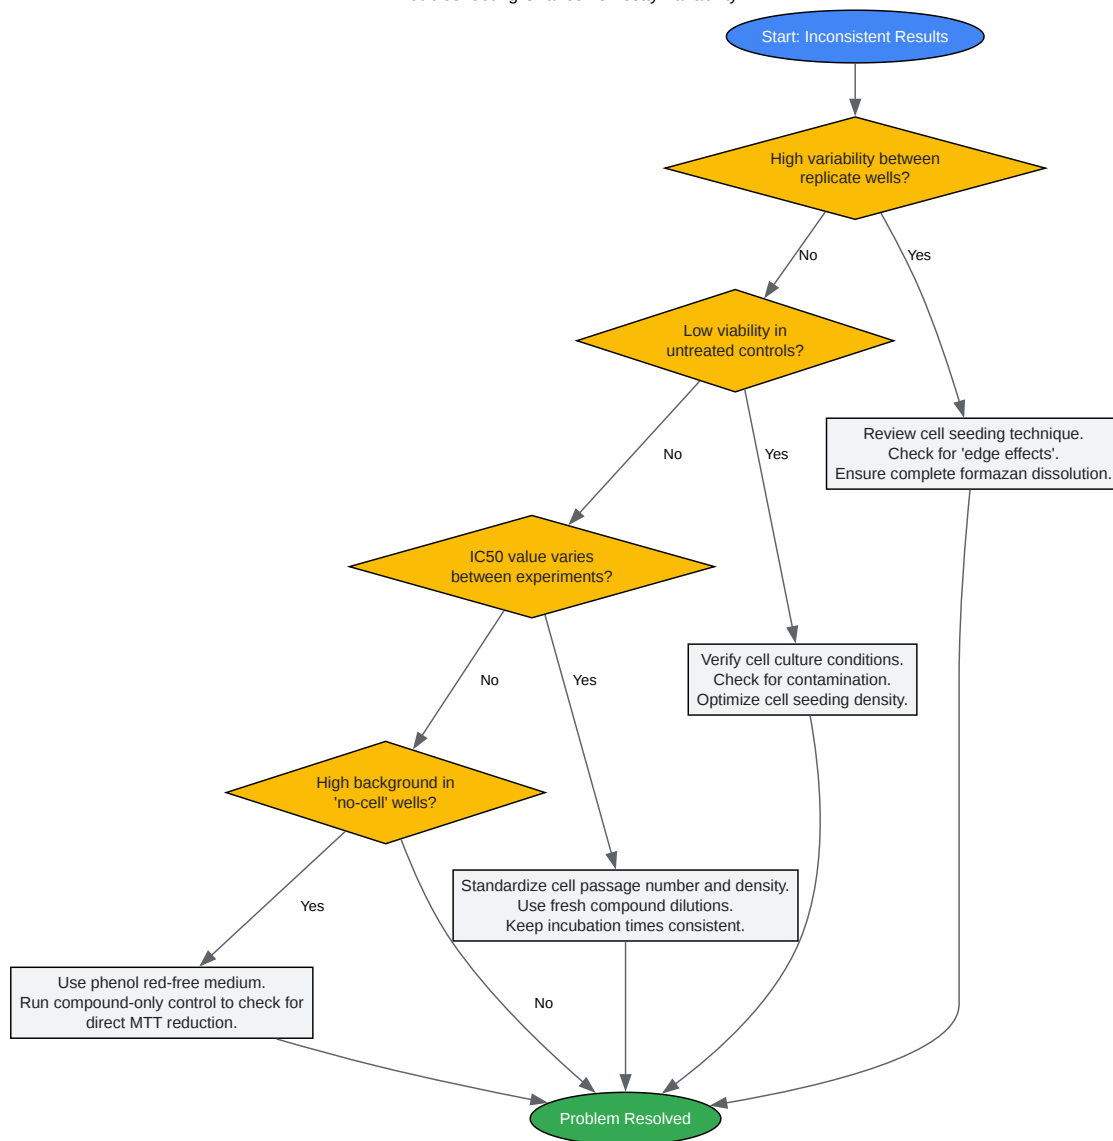 Start: Inconsistent Results
High variability between
replicate wells?
No
Yes
Low viability in
untreated controls?
Review cell seeding technique.
Check for 'edge effects'.
Ensure complete formazan dissolution.
No
Yes
IC50 value varies
between experiments?
Verify cell culture conditions.
Check for contamination.
Optimize cell seeding density.
No
Yes
High background in
'no-cell' wells?
Standardize cell passage number and density.
Use fresh compound dilutions.
Keep incubation times consistent.
Yes
Use phenol red-free medium.
Run compound-only control to check for
direct MTT reduction.
No
Problem Resolved